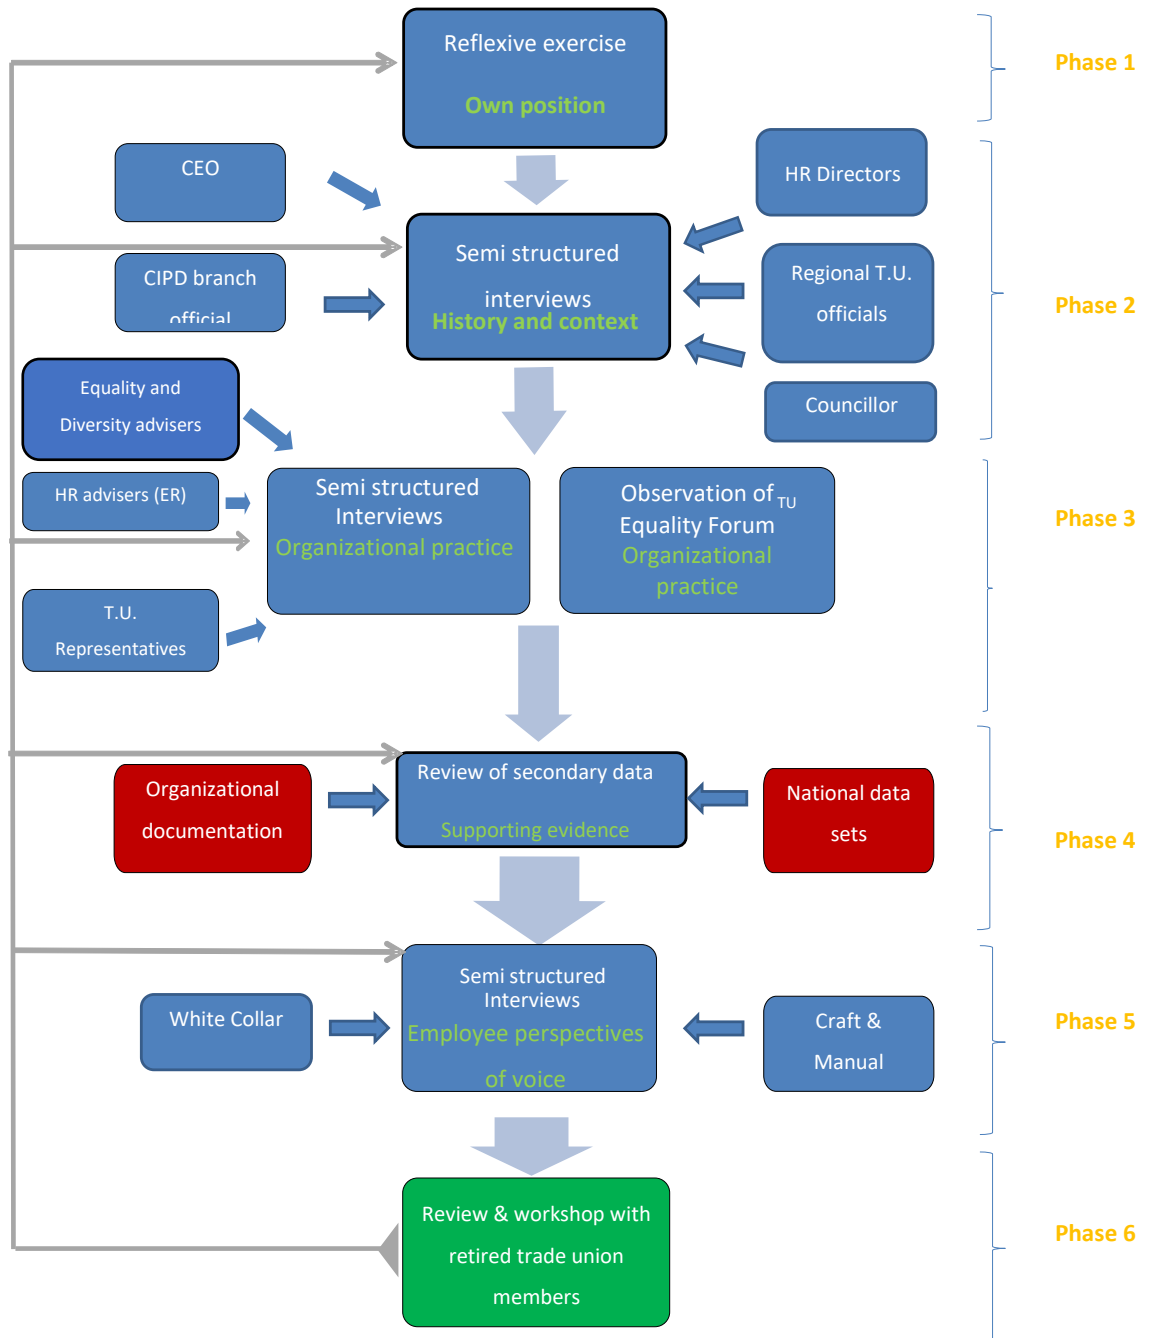 Reflexive exercise
Own position
Phase 1
CEO
HR Directors
Semi structured
interviews
History and context
CIPD branch
official
Regional T.U.
officials
Phase 2
Councillor
Equality and
Diversity advisers
HR advisers (ER)
Semi structured
Interviews
Organizational practice
Observation of TU
Equality Forum
Organizational
practice
Phase 3
T.U.
Representatives
Review of secondary data
Supporting evidence
Organizational
documentation
National data
sets
Phase 4
Semi structured
Interviews
Employee perspectives
of voice
White Collar
Craft &
Manual
Phase 5
Review & workshop with
retired trade union
members
Phase 6